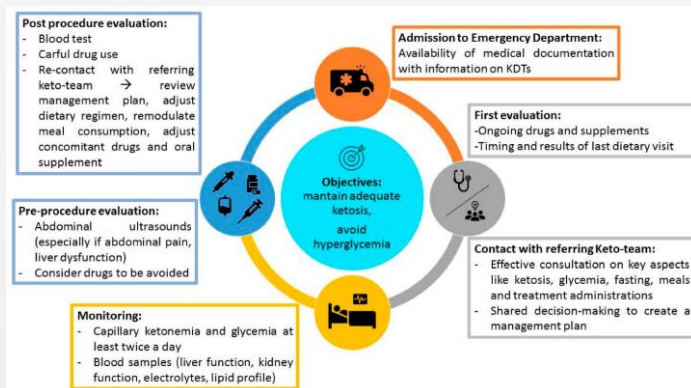 Post procedure evaluation:
- Blood test
- Carful drug use
- Re-contact with referring
keto-team → review
management plan, adjust
dietary regimen, remodulate
meal consumption, adjust
concomitant drugs and oral
supplement
Admission to Emergency Department:
Availability of medical documentation
with information on KDTs
First evaluation:
-Ongoing drugs and supplements
-Timing and results of last dietary visit
Objectives:
mantain adequate
ketosis,
avoid
hyperglycemia
Pre-procedure evaluation:
- Abdominal ultrasounds
(especially if abdominal pain,
liver dysfunction)
- Consider drugs to be avoided
Contact with referring Keto-team:
- Effective consultation on key aspects
like ketosis, glycemia, fasting, meals
and treatment administrations
- Shared decision-making to create a
management plan
Monitoring:
- Capillary ketonemia and glycemia at
least twice a day
- Blood samples (liver function, kidney
function, electrolytes, lipid profile)